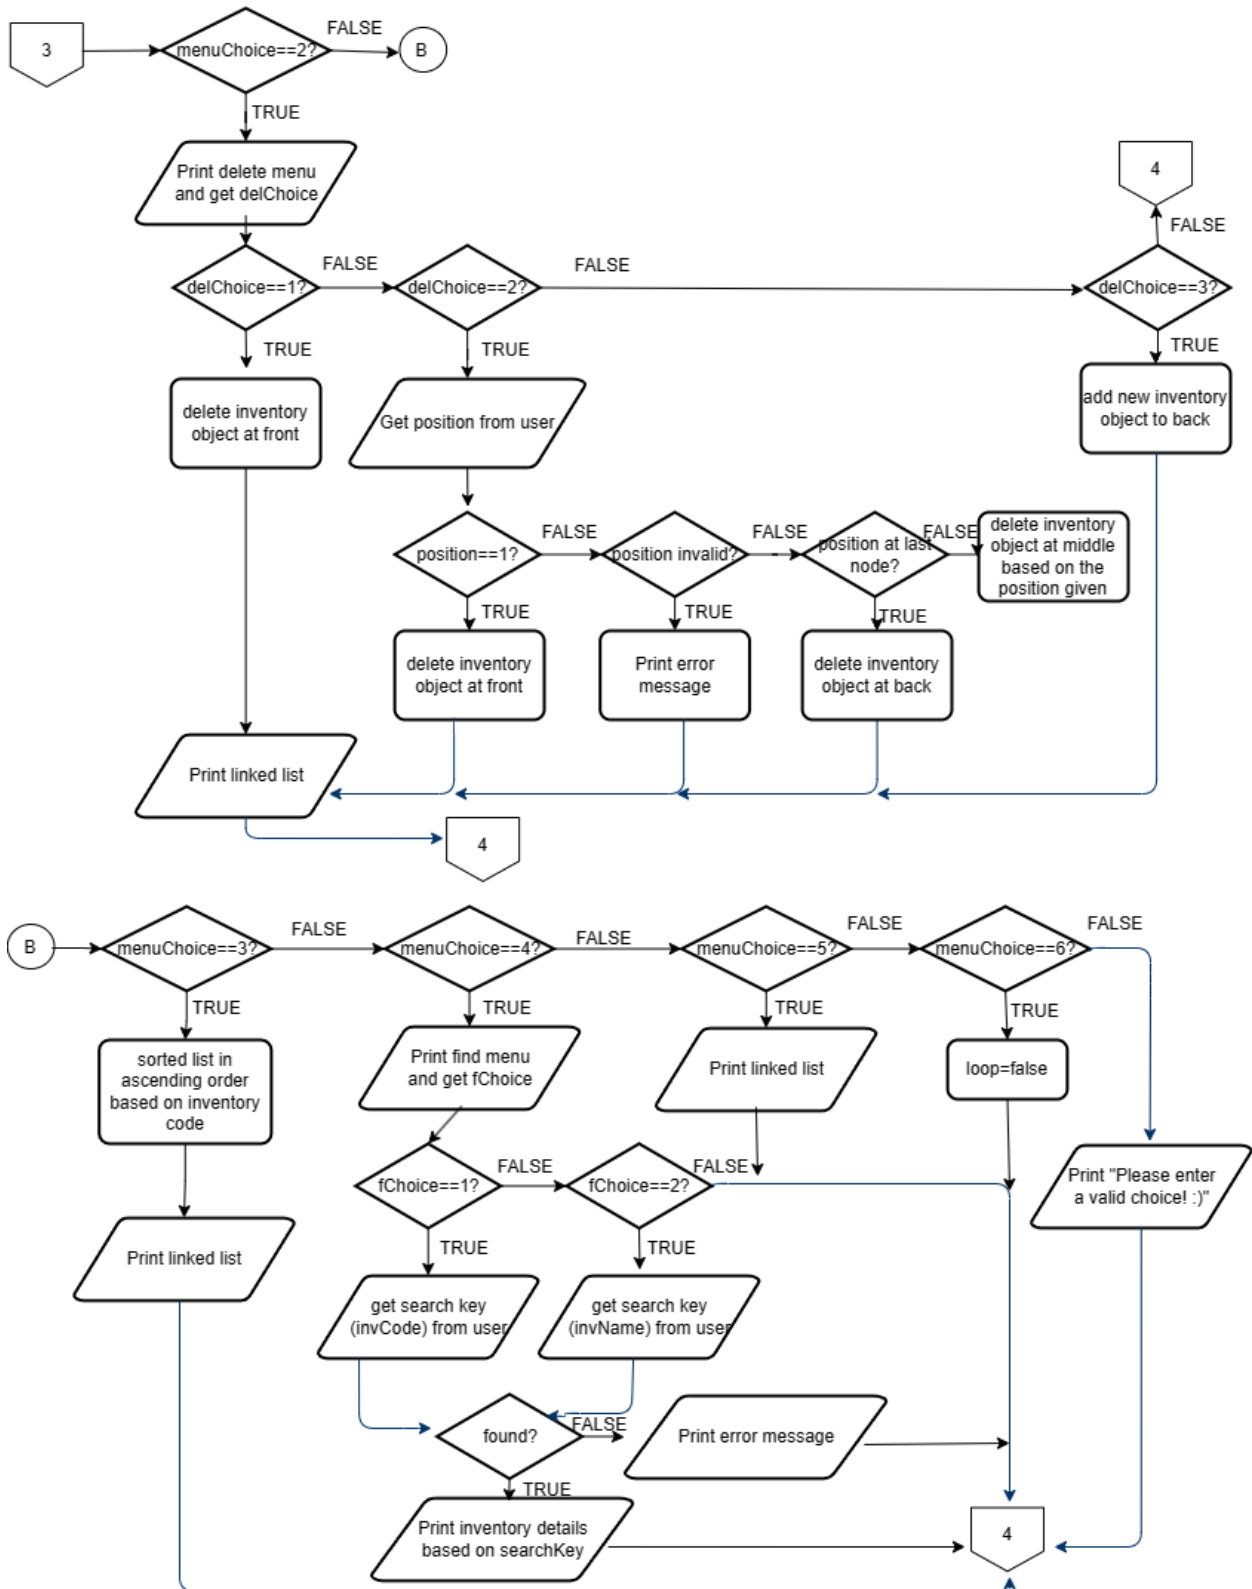 3
menuChoice==2?
FALSE
B
TRUE
Print delete menu
and get delChoice
4
FALSE
delChoice==1?
FALSE
delChoice==2?
FALSE
delChoice==3?
TRUE
TRUE
TRUE
delete inventory
object at front
Get position from user
add new inventory
object to back
position==1?
FALSE
position invalid?
FALSE
position at last
node?
FALSE
delete inventory
object at middle
based on the
position given
TRUE
TRUE
TRUE
delete inventory
object at front
Print error
message
delete inventory
object at back
Print linked list
4
B
menuChoice==3?
FALSE
menuChoice==4?
FALSE
menuChoice==5?
FALSE
menuChoice==6?
FALSE
TRUE
TRUE
TRUE
TRUE
sorted list in
ascending order
based on inventory
code
Print find menu
and get fChoice
Print linked list
loop=false
fChoice==1?
FALSE
fChoice==2?
FALSE
Print "Please enter
a valid choice! :)"
Print linked list
TRUE
TRUE
get search key
(invCode) from user
get search key
(invName) from user
found?
FALSE
Print error message
TRUE
Print inventory details
based on searchKey
4